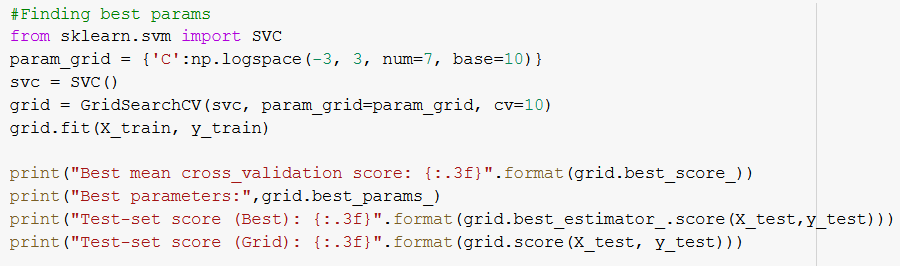 #Finding best params
from sklearn.svm import SVC
param_grid = {'C':np.logspace(-3, 3, num=7, base=10)}
svc = SVC()
grid = GridSearchCV(svc, param_grid=param_grid, cv=10)
grid.fit(X_train, y_train)
print("Best mean cross_validation score: {:.3f}".format(grid.best_score_))
print("Best parameters:",grid.best_params_)
print("Test-set score (Best): {:.3f}".format(grid.best_estimator_.score(X_test,y_test)))
print("Test-set score (Grid): {:.3f}".format(grid.score(X_test, y_test)))